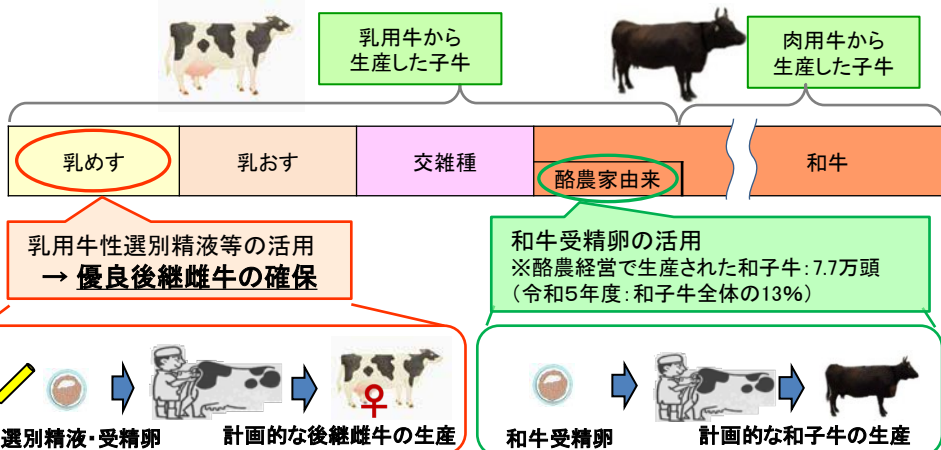 乳用牛から
生産した子牛
肉用牛から
生産した子牛
乳めす
乳おす
交雑種
酪農家由来
和牛
乳用牛性選別精液等の活用
→ 優良後継雌牛の確保
和牛受精卵の活用
※酪農経営で生産された和子牛:7.7万頭
(令和5年度:和子牛全体の13%)
♀
選別精液・受精卵
計画的な後継雌牛の生産
和牛受精卵
計画的な和子牛の生産